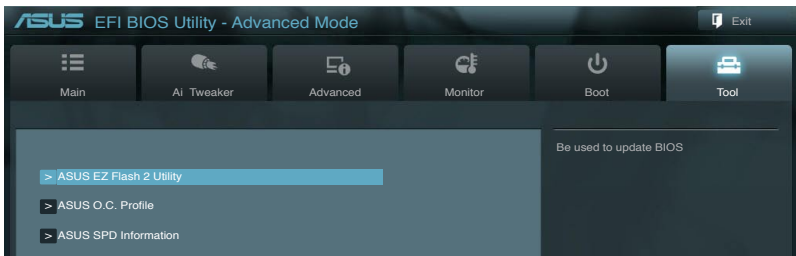 ASUS EFI BIOS Utility - Advanced Mode Exit
Main Ai Tweaker Advanced Monitor Boot Tool
Be used to update BIOS
> ASUS EZ Flash 2 Utility
> ASUS O.C. Profile
> ASUS SPD Information